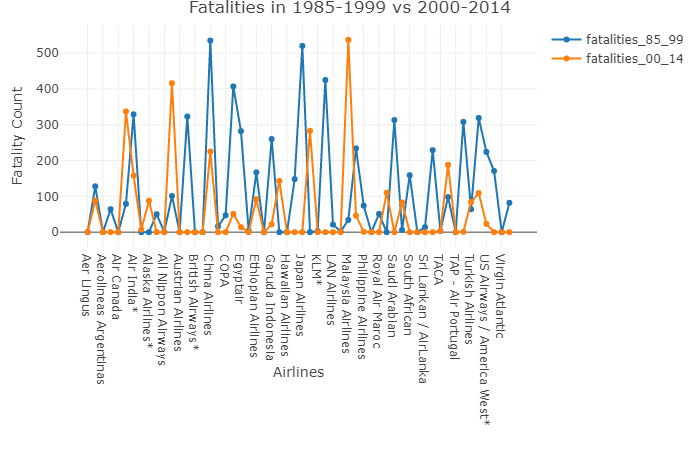 Fatalities in 1985-1999 vs 2000-2014
fatalities_85_99
fatalities_00_14
Fatality Count
500
400
300
200
100
0
Aer Lingus
Aerolineas Argentinas
Air Canada
Air India*
Alaska Airlines*
All Nippon Airways
Austrian Airlines
British Airways*
China Airlines
COPA
Egyptair
Ethiopian Airlines
Garuda Indonesia
Hawaiian Airlines
Japan Airlines
KLM*
LAN Airlines
Malaysia Airlines
Philippine Airlines
Royal Air Maroc
Saudi Arabian
South African
Sri Lankan / AirLanka
TACA
TAP - Air Portugal
Turkish Airlines
US Airways / America West*
Virgin Atlantic
Airlines